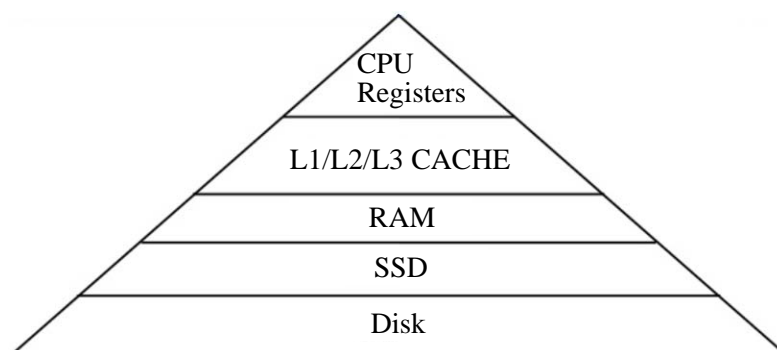 CPU
Registers
L1/L2/L3 CACHE
RAM
SSD
Disk